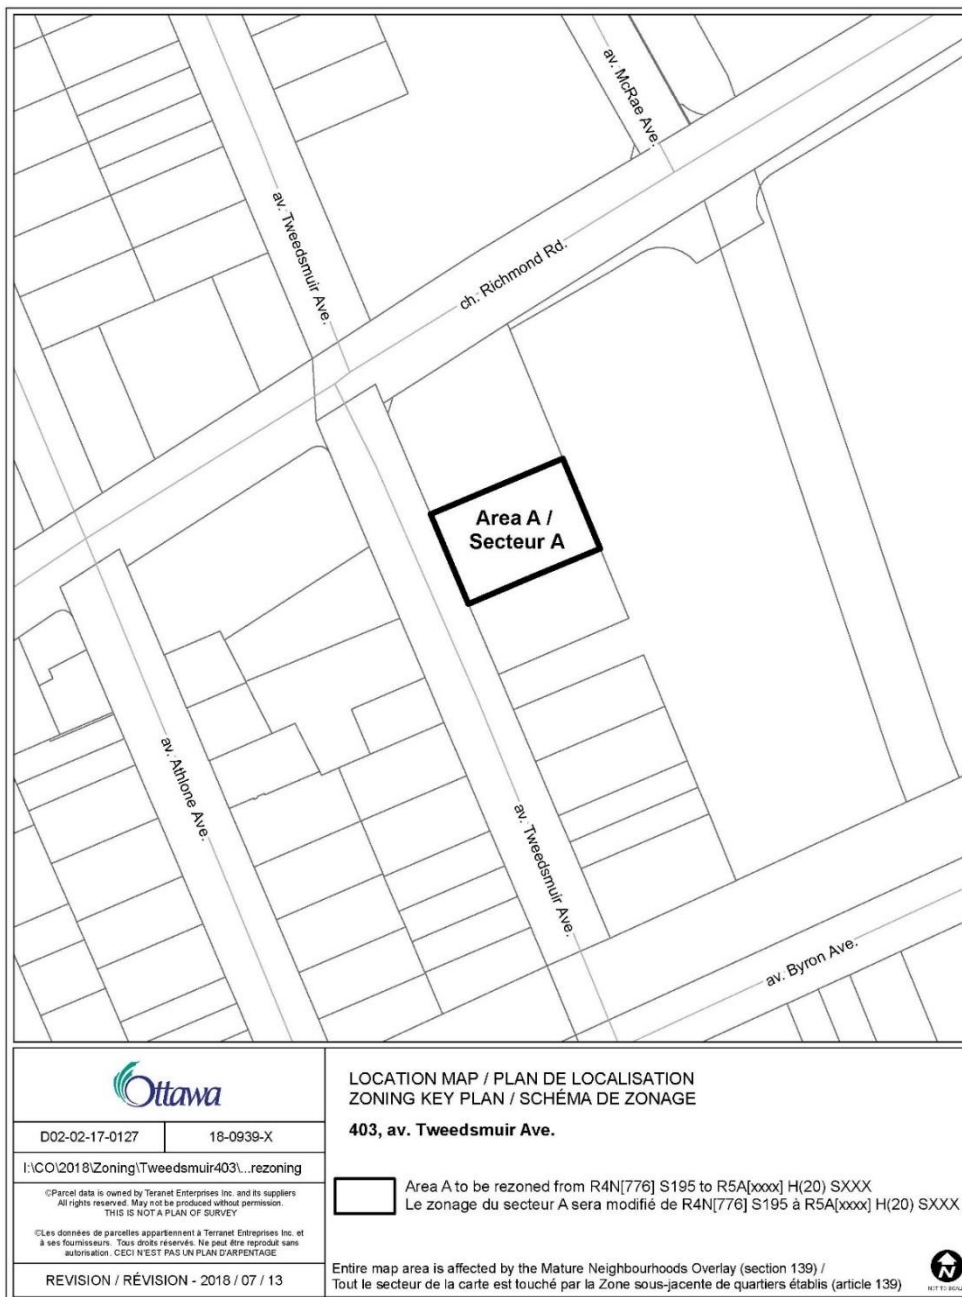 av. McRae Ave.
av. Tweedsmuir Ave.
ch. Richmond Rd.
Area A /
Secteur A
av. Athlone Ave.
av. Tweedsmuir Ave.
av. Byron Ave.
Ottawa
D02-02-17-0127
18-0939-X
I:\CO\2018\Zoning\Tweedsmuir403\...rezoning
©Parcel data is owned by Teranet Enterprises Inc. and its suppliers
All rights reserved. May not be produced without permission.
THIS IS NOT A PLAN OF SURVEY
©Les données de parcelles appartiennent à Terranet Entreprises Inc. et
à ses fournisseurs. Tous droits réservés. Ne peut être reproduit sans
autorisation. CECI N'EST PAS UN PLAN D'ARPENTAGE
REVISION / RÉVISION - 2018 / 07 / 13
LOCATION MAP / PLAN DE LOCALISATION
ZONING KEY PLAN / SCHÉMA DE ZONAGE
403, av. Tweedsmuir Ave.
Area A to be rezoned from R4N[776] S195 to R5A[xxxx] H(20) SXXX
Le zonage du secteur A sera modifié de R4N[776] S195 à R5A[xxxx] H(20) SXXX
Entire map area is affected by the Mature Neighbourhoods Overlay (section 139) /
Tout le secteur de la carte est touché par la Zone sous-jacente de quartiers établis (article 139)
N
NOT TO SCALE